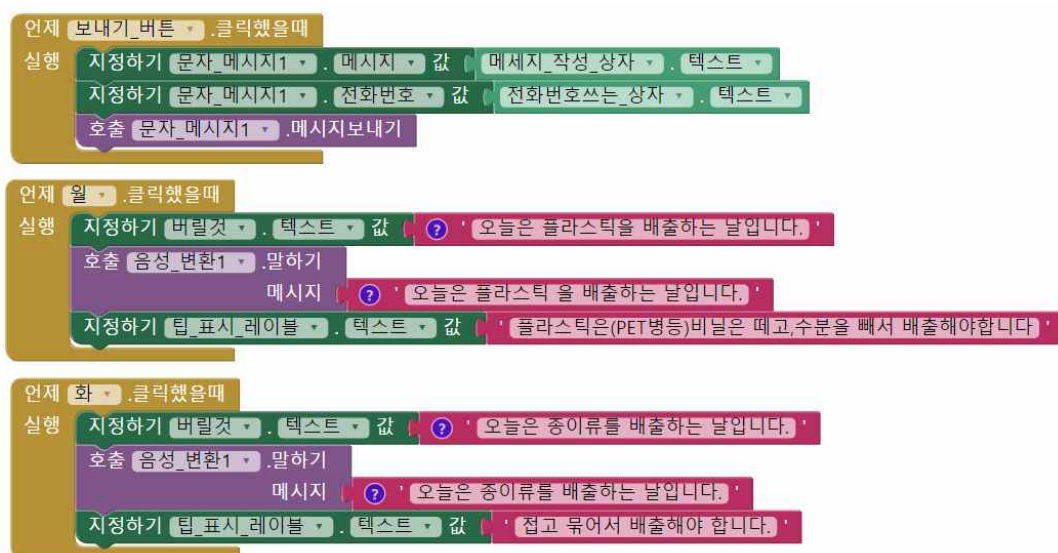 언제 보내기_버튼 .클릭했을때
실행 지정하기 문자_메시지1 . 메시지 값 메세지_작성_상자 . 텍스트
지정하기 문자_메시지1 . 전화번호 값 전화번호쓰는_상자 . 텍스트
호출 문자_메시지1 .메시지보내기
언제 월 .클릭했을때
실행 지정하기 버릴것 . 텍스트 값 ? ' 오늘은 플라스틱을 배출하는 날입니다. '
호출 음성_변환1 .말하기
메시지 ? ' 오늘은 플라스틱 을 배출하는 날입니다. '
지정하기 팁_표시_레이블 . 텍스트 값 ' 플라스틱은(PET병등)비닐은 떼고,수분을 빼서 배출해야합니다 '
언제 화 .클릭했을때
실행 지정하기 버릴것 . 텍스트 값 ? ' 오늘은 종이류를 배출하는 날입니다. '
호출 음성_변환1 .말하기
메시지 ? ' 오늘은 종이류를 배출하는 날입니다. '
지정하기 팁_표시_레이블 . 텍스트 값 ' 접고 묶어서 배출해야 합니다. '